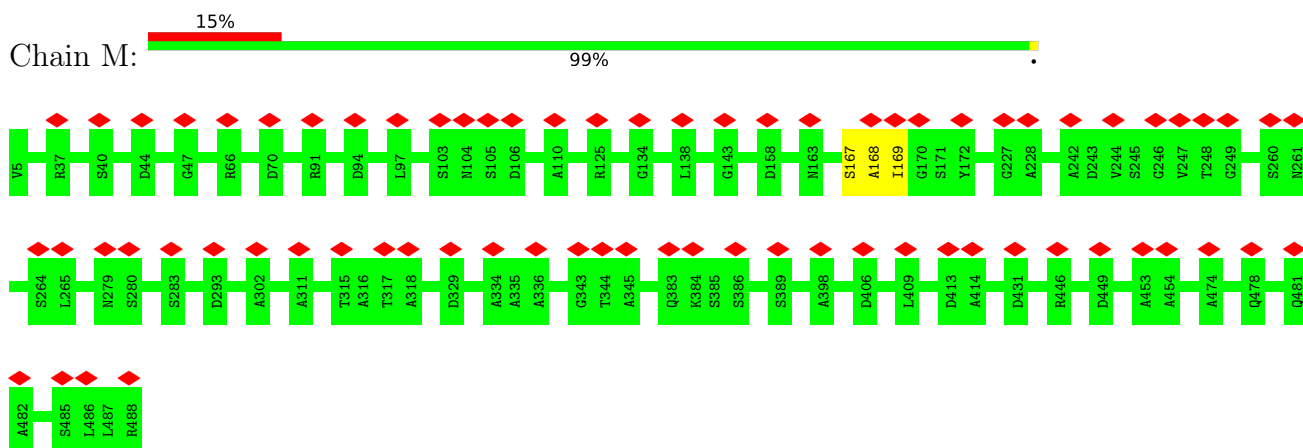 15%
Chain M:
99%
.
V5 R37 S40 D44 G47 R66 D70 R91 D94 L97 S103 N104 S105 D106 A110 R125 G134 L138 G143 D158 N163 S167 A168 I169 G170 S171 Y172 G227 A228 A242 D243 V244 S245 G246 V247 T248 G249 S260 N261
S264 L265 N279 S280 S283 D293 A302 A311 T315 A316 T317 A318 D329 A334 A335 A336 G343 T344 A345 Q383 K384 S385 S386 S389 A398 D406 L409 D413 A414 D431 R446 D449 A453 A454 A474 Q478 Q481
A482 S485 L486 L487 R488